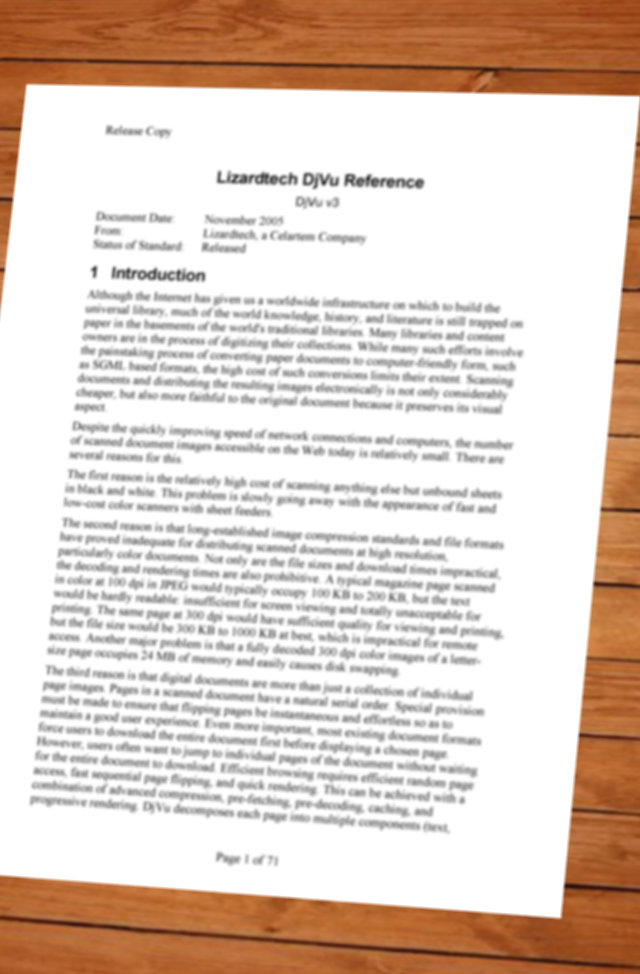 Release Copy
Lizardtech DjVu Reference
DjVu v3
Document Date: November 2005
From: Lizardtech, a Celartem Company
Status of Standard: Released
1 Introduction
Although the Internet has given us a worldwide infrastructure on which to build the
universal library, much of the world knowledge, history, and literature is still trapped on
paper in the basements of the world's traditional libraries. Many libraries and content
owners are in the process of digitizing their collections. While many such efforts involve
the painstaking process of converting paper documents to computer-friendly form, such
as SGML based formats, the high cost of such conversions limits their extent. Scanning
documents and distributing the resulting images electronically is not only considerably
cheaper, but also more faithful to the original document because it preserves its visual
aspect.
Despite the quickly improving speed of network connections and computers, the number
of scanned document images accessible on the Web today is relatively small. There are
several reasons for this.
The first reason is the relatively high cost of scanning anything else but unbound sheets
in black and white. This problem is slowly going away with the appearance of fast and
low-cost color scanners with sheet feeders.
The second reason is that long-established image compression standards and file formats
have proved inadequate for distributing scanned documents at high resolution,
particularly color documents. Not only are the file sizes and download times impractical,
the decoding and rendering times are also prohibitive. A typical magazine page scanned
in color at 100 dpi in JPEG would typically occupy 100 KB to 200 KB, but the text
would be hardly readable: insufficient for screen viewing and totally unacceptable for
printing. The same page at 300 dpi would have sufficient quality for viewing and printing,
but the file size would be 300 KB to 1000 KB at best, which is impractical for remote
access. Another major problem is that a fully decoded 300 dpi color images of a letter-
size page occupies 24 MB of memory and easily causes disk swapping.
The third reason is that digital documents are more than just a collection of individual
page images. Pages in a scanned document have a natural serial order. Special provision
must be made to ensure that flipping pages be instantaneous and effortless so as to
maintain a good user experience. Even more important, most existing document formats
force users to download the entire document first before displaying a chosen page.
However, users often want to jump to individual pages of the document without waiting
for the entire document to download. Efficient browsing requires efficient random page
access, fast sequential page flipping, and quick rendering. This can be achieved with a
combination of advanced compression, pre-fetching, pre-decoding, caching, and
progressive rendering. DjVu decomposes each page into multiple components (text,
Page 1 of 71